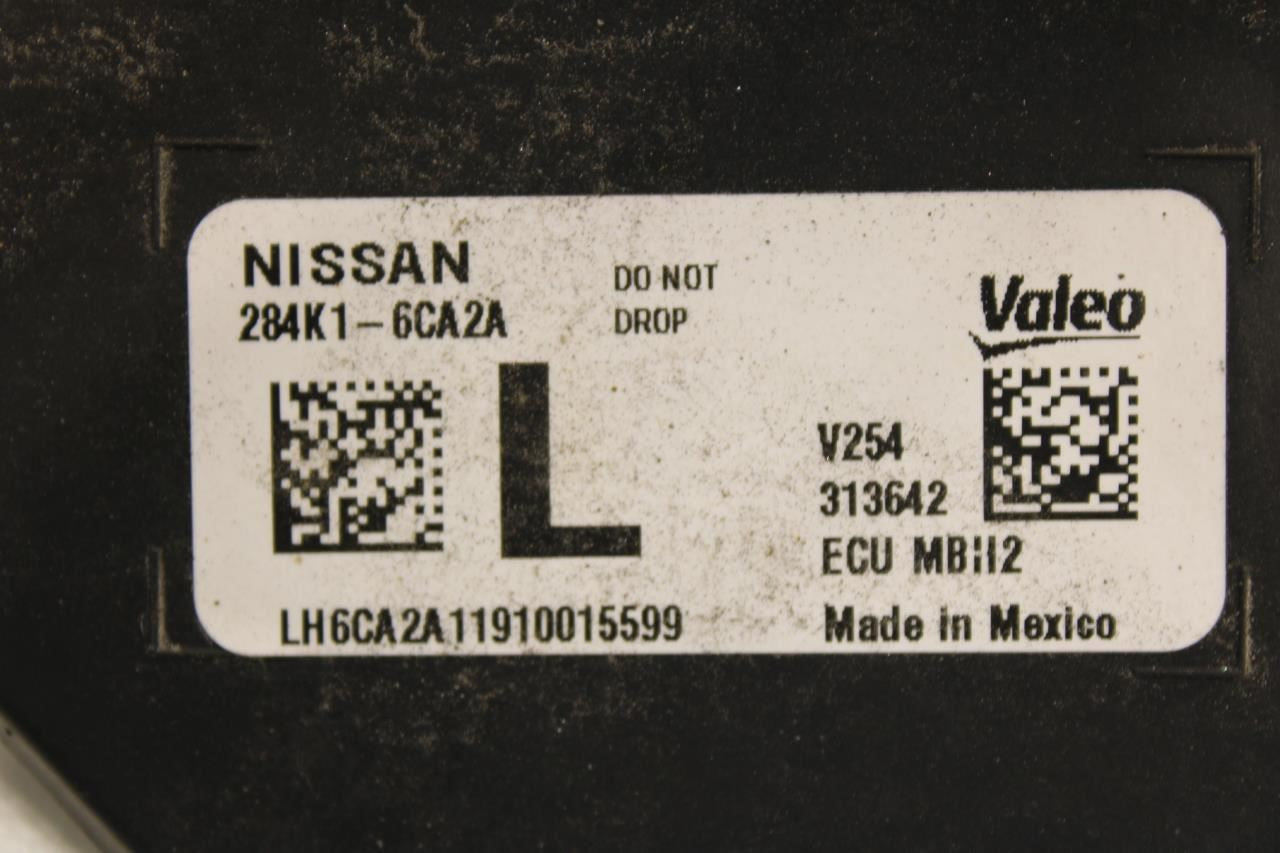 NISSAN
284K1-6CA2A
DO NOT
DROP
Valeo
L
V254
313642
ECU MBII2
LH6CA2A11910015599
Made in Mexico